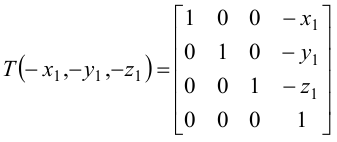 T(-x₁,-y₁,-z₁) = [1 0 0 -x₁
0 1 0 -y₁
0 0 1 -z₁
0 0 0 1]